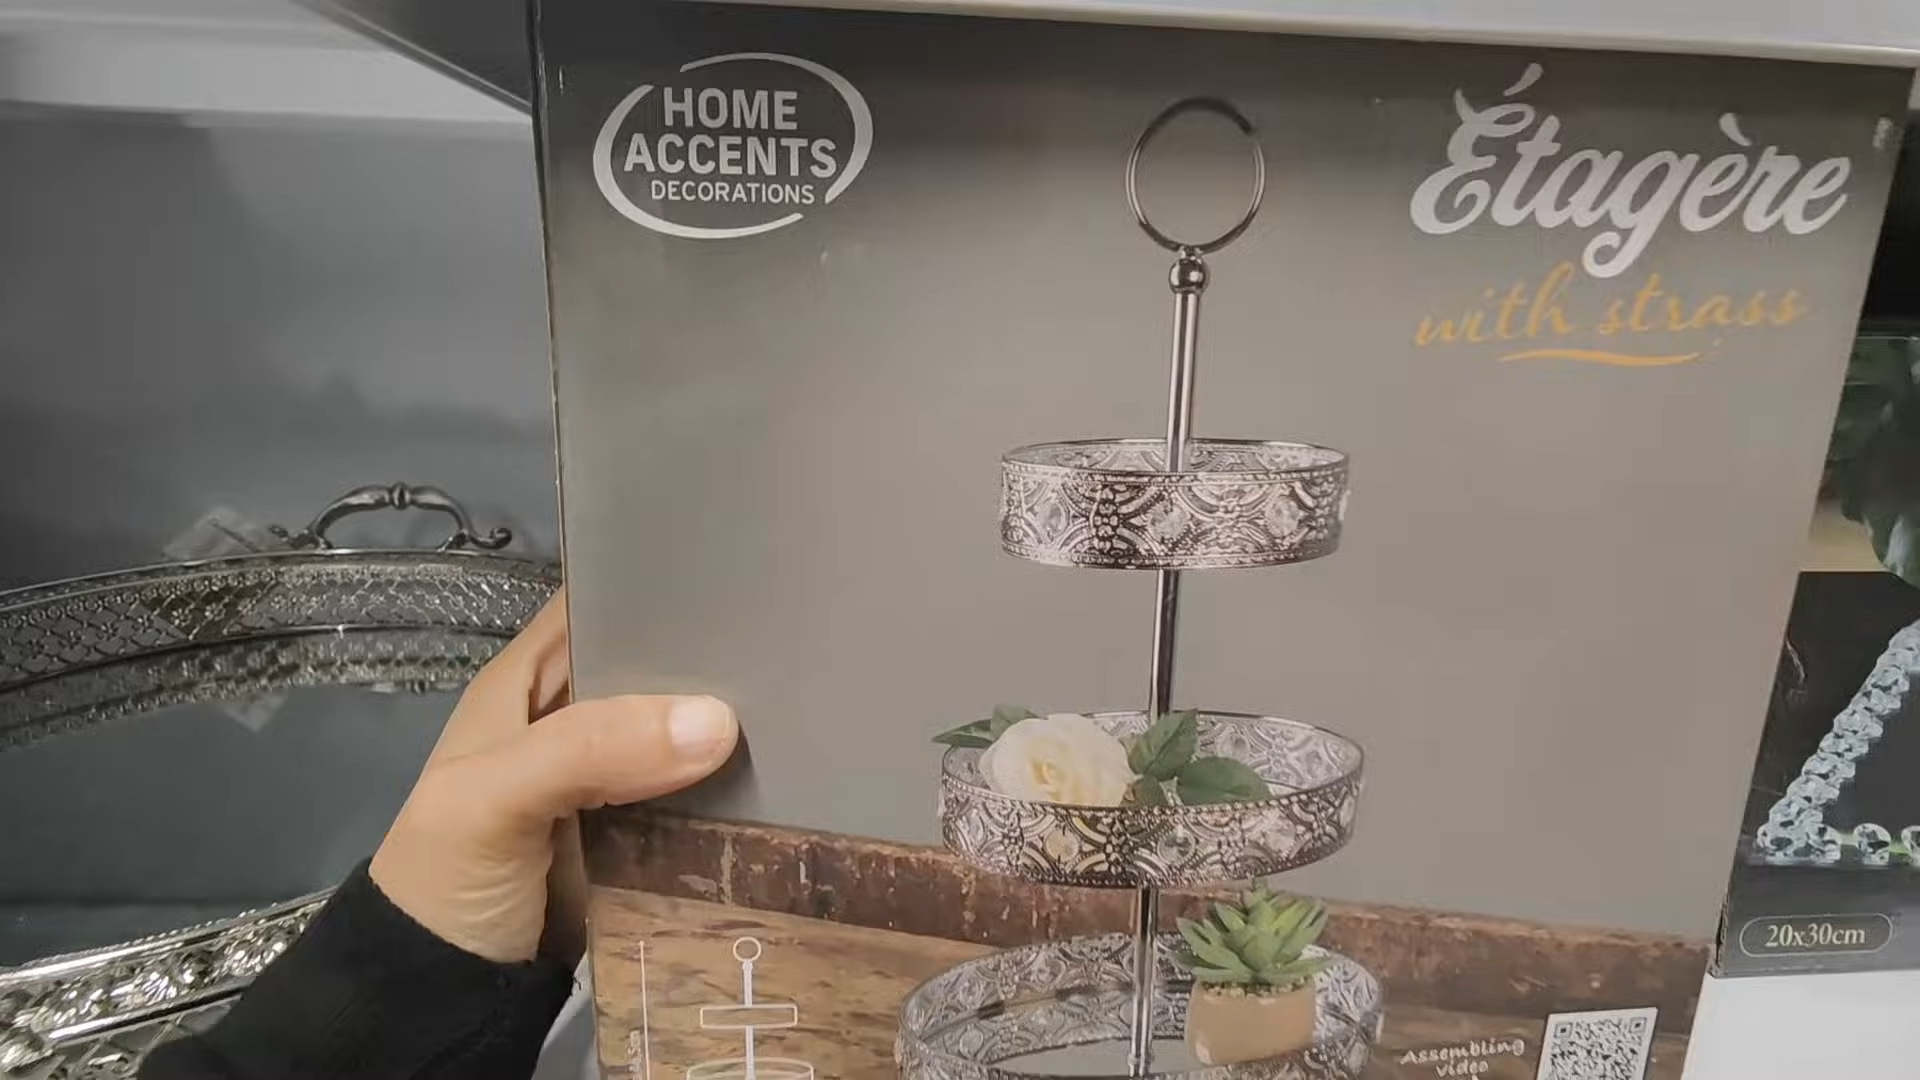 HOME
ACCENTS
DECORATIONS
Étagère
with strass
20x30cm
Assembling
video